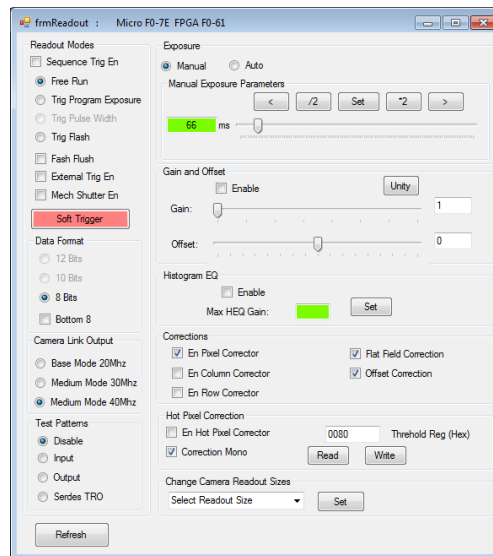 frmReadout : Micro F0-7E FPGA F0-61
Readout Modes
Sequence Trig En
Free Run
Trig Program Exposure
Trig Pulse Width
Trig Flash
Fash Flush
External Trig En
Mech Shutter En
Soft Trigger
Data Format
12 Bits
10 Bits
8 Bits
Bottom 8
Camera Link Output
Base Mode 20Mhz
Medium Mode 30Mhz
Medium Mode 40Mhz
Test Patterns
Disable
Input
Output
Serdes TRO
Refresh
Exposure
Manual Auto
Manual Exposure Parameters
< /2 Set *2 >
66 ms
Gain and Offset
Enable Unity
Gain: 1
Offset: 0
Histogram EQ
Enable
Max HEQ Gain: Set
Corrections
En Pixel Corrector Flat Field Correction
En Column Corrector Offset Correction
En Row Corrector
Hot Pixel Correction
En Hot Pixel Corrector 0080 Threhold Reg (Hex)
Correction Mono Read Write
Change Camera Readout Sizes
Select Readout Size Set